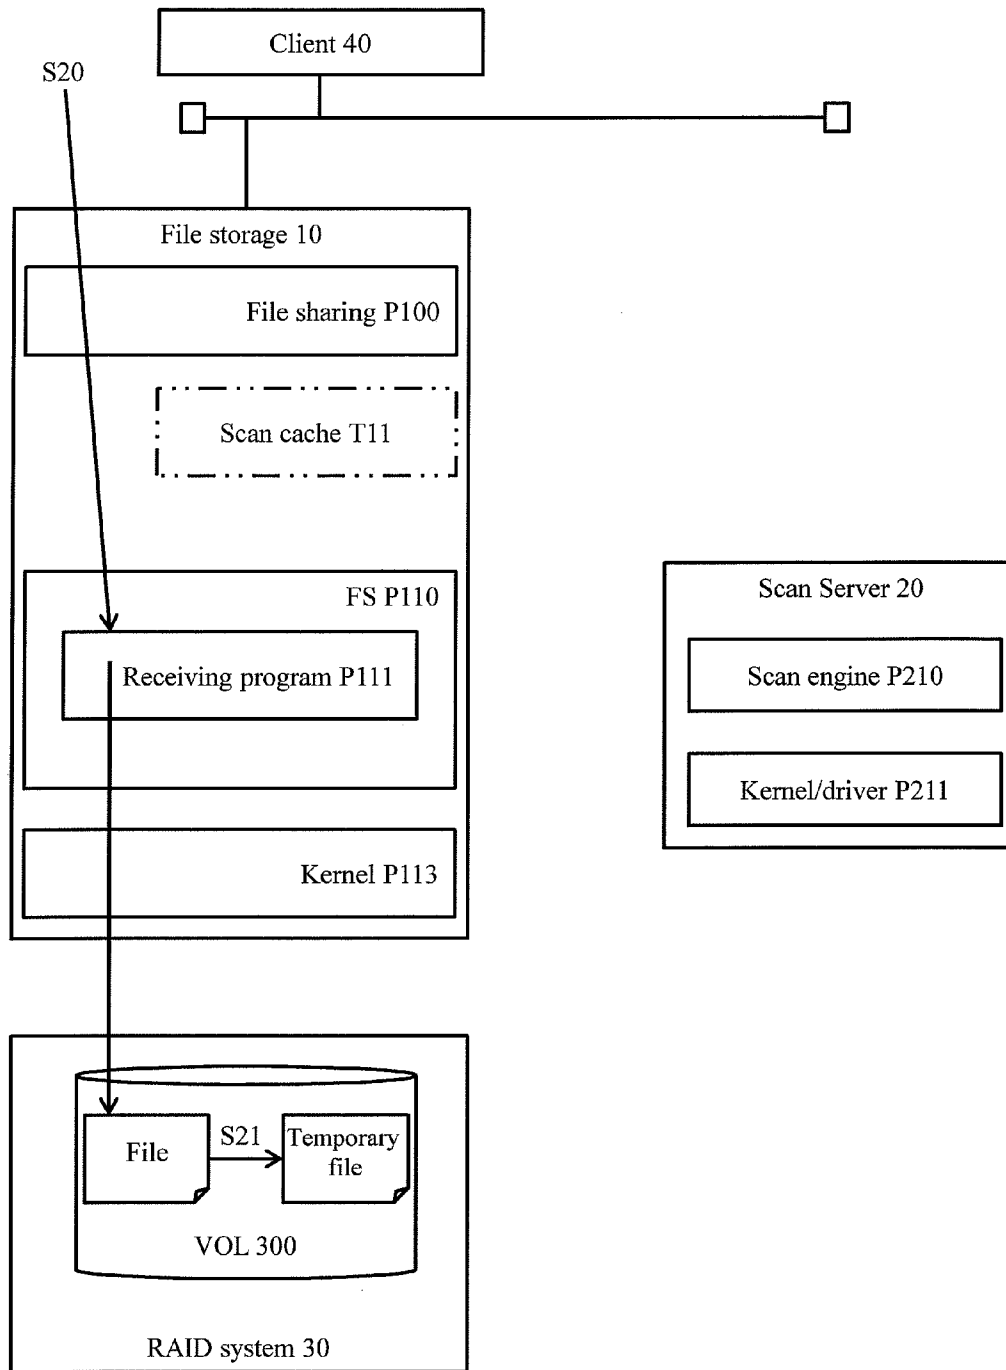 Client 40
S20
File storage 10
File sharing P100
Scan cache T11
FS P110
Receiving program P111
Kernel P113
Scan Server 20
Scan engine P210
Kernel/driver P211
File
S21
Temporary
file
VOL 300
RAID system 30